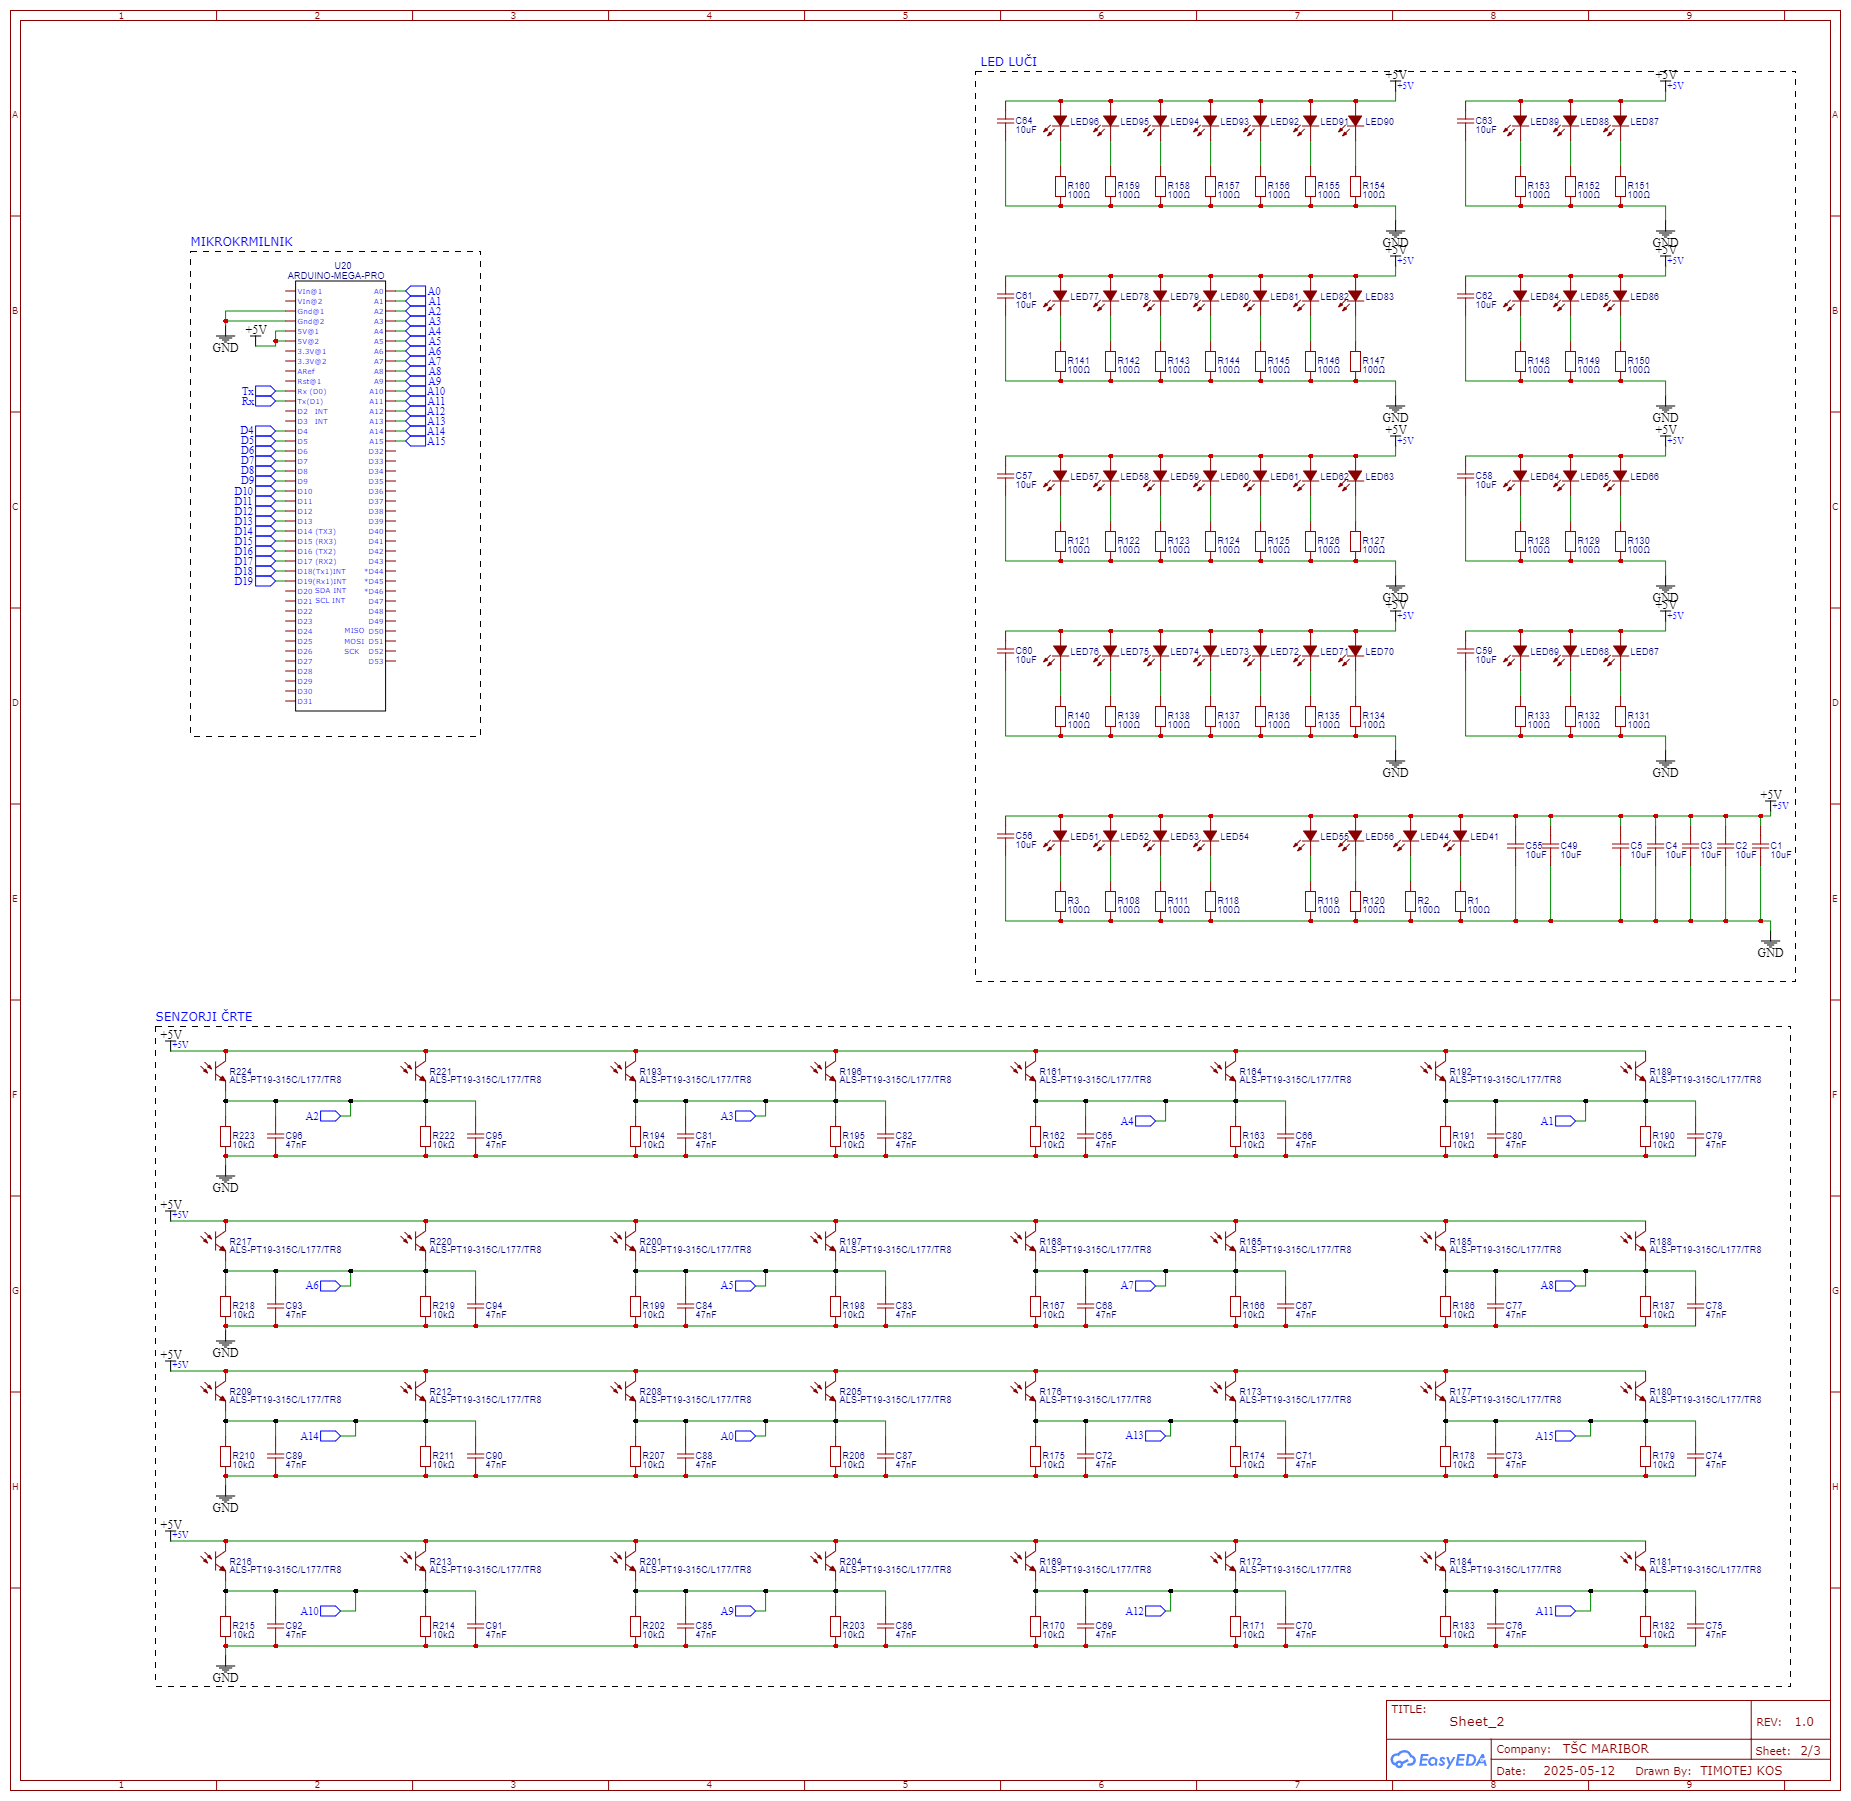 1 2 3 4 5 6 7 8 9
A A
B B
C C
D D
E E
F F
G G
H H
LED LUČI
+5V +5V
+5V +5V
C64 LED96 LED95 LED94 LED93 LED92 LED91 LED90 C63 LED89 LED88 LED87
10uF 10uF
R160 R159 R158 R157 R156 R155 R154 R153 R152 R151
100Ω 100Ω 100Ω 100Ω 100Ω 100Ω 100Ω 100Ω 100Ω 100Ω
GND GND
+5V +5V
+5V +5V
C61 LED77 LED78 LED79 LED80 LED81 LED82 LED83 C62 LED84 LED85 LED86
10uF 10uF
R141 R142 R143 R144 R145 R146 R147 R148 R149 R150
100Ω 100Ω 100Ω 100Ω 100Ω 100Ω 100Ω 100Ω 100Ω 100Ω
GND GND
+5V +5V
+5V +5V
C57 LED57 LED58 LED59 LED60 LED61 LED62 LED63 C58 LED64 LED65 LED66
10uF 10uF
R121 R122 R123 R124 R125 R126 R127 R128 R129 R130
100Ω 100Ω 100Ω 100Ω 100Ω 100Ω 100Ω 100Ω 100Ω 100Ω
GND GND
+5V +5V
+5V +5V
C60 LED76 LED75 LED74 LED73 LED72 LED71 LED70 C59 LED69 LED68 LED67
10uF 10uF
R140 R139 R138 R137 R136 R135 R134 R133 R132 R131
100Ω 100Ω 100Ω 100Ω 100Ω 100Ω 100Ω 100Ω 100Ω 100Ω
GND GND
+5V
+5V
C56 LED51 LED52 LED53 LED54 LED55 LED56 LED44 LED41
10uF
C55 C49 C5 C4 C3 C2 C1
10uF 10uF 10uF 10uF 10uF 10uF 10uF
R3 R108 R111 R118 R119 R120 R2 R1
100Ω 100Ω 100Ω 100Ω 100Ω 100Ω 100Ω 100Ω
GND
MIKROKRMILNIK
U20
ARDUINO-MEGA-PRO
VIn@1 A0 A0
VIn@2 A1 A1
Gnd@1 A2 A2
Gnd@2 A3 A3
+5V 5V@1 A4 A4
GND 5V@2 A5 A5
3.3V@1 A6 A6
3.3V@2 A7 A7
ARef A8 A8
Rst@1 A9 A9
Tx Rx (D0) A10 A10
Rx Tx(D1) A11 A11
D2 INT A12 A12
D3 INT A13 A13
D4 D4 A14 A14
D5 D5 A15 A15
D6 D6 D32
D7 D7 D33
D8 D8 D34
D9 D9 D35
D10 D10 D36
D11 D11 D37
D12 D12 D38
D13 D13 D39
D14 D14 (TX3) D40
D15 D15 (RX3) D41
D16 D16 (TX2) D42
D17 D17 (RX2) D43
D18 D18(Tx1)INT *D44
D19 D19(Rx1)INT *D45
D20 SDA INT *D46
D21 SCL INT D47
D22 D48
D23 D49
D24 MISO D50
D25 MOSI D51
D26 SCK D52
D27 D53
D28
D29
D30
D31
SENZORJI ČRTE
+5V
+5V
R224 R221 R193 R196 R161 R164 R192 R189
ALS-PT19-315C/L177/TR8 ALS-PT19-315C/L177/TR8 ALS-PT19-315C/L177/TR8 ALS-PT19-315C/L177/TR8 ALS-PT19-315C/L177/TR8 ALS-PT19-315C/L177/TR8 ALS-PT19-315C/L177/TR8 ALS-PT19-315C/L177/TR8
A2 A3 A4 A1
R223 C96 R222 C95 R194 C81 R195 C82 R162 C65 R163 C66 R191 C80 R190 C79
10kΩ 47nF 10kΩ 47nF 10kΩ 47nF 10kΩ 47nF 10kΩ 47nF 10kΩ 47nF 10kΩ 47nF 10kΩ 47nF
GND
+5V
+5V
R217 R220 R200 R197 R168 R165 R185 R188
ALS-PT19-315C/L177/TR8 ALS-PT19-315C/L177/TR8 ALS-PT19-315C/L177/TR8 ALS-PT19-315C/L177/TR8 ALS-PT19-315C/L177/TR8 ALS-PT19-315C/L177/TR8 ALS-PT19-315C/L177/TR8 ALS-PT19-315C/L177/TR8
A6 A5 A7 A8
R218 C93 R219 C94 R199 C84 R198 C83 R167 C68 R166 C67 R186 C77 R187 C78
10kΩ 47nF 10kΩ 47nF 10kΩ 47nF 10kΩ 47nF 10kΩ 47nF 10kΩ 47nF 10kΩ 47nF 10kΩ 47nF
GND
+5V
+5V
R209 R212 R208 R205 R176 R173 R177 R180
ALS-PT19-315C/L177/TR8 ALS-PT19-315C/L177/TR8 ALS-PT19-315C/L177/TR8 ALS-PT19-315C/L177/TR8 ALS-PT19-315C/L177/TR8 ALS-PT19-315C/L177/TR8 ALS-PT19-315C/L177/TR8 ALS-PT19-315C/L177/TR8
A14 A0 A13 A15
R210 C89 R211 C90 R207 C88 R206 C87 R175 C72 R174 C71 R178 C73 R179 C74
10kΩ 47nF 10kΩ 47nF 10kΩ 47nF 10kΩ 47nF 10kΩ 47nF 10kΩ 47nF 10kΩ 47nF 10kΩ 47nF
GND
+5V
+5V
R216 R213 R201 R204 R169 R172 R184 R181
ALS-PT19-315C/L177/TR8 ALS-PT19-315C/L177/TR8 ALS-PT19-315C/L177/TR8 ALS-PT19-315C/L177/TR8 ALS-PT19-315C/L177/TR8 ALS-PT19-315C/L177/TR8 ALS-PT19-315C/L177/TR8 ALS-PT19-315C/L177/TR8
A10 A9 A12 A11
R215 C92 R214 C91 R202 C85 R203 C86 R170 C69 R171 C70 R183 C76 R182 C75
10kΩ 47nF 10kΩ 47nF 10kΩ 47nF 10kΩ 47nF 10kΩ 47nF 10kΩ 47nF 10kΩ 47nF 10kΩ 47nF
GND
TITLE:
Sheet_2
REV: 1.0
EasyEDA
Company: TŠC MARIBOR
Sheet: 2/3
Date: 2025-05-12 Drawn By: TIMOTEJ KOS
1 2 3 4 5 6 7 8 9